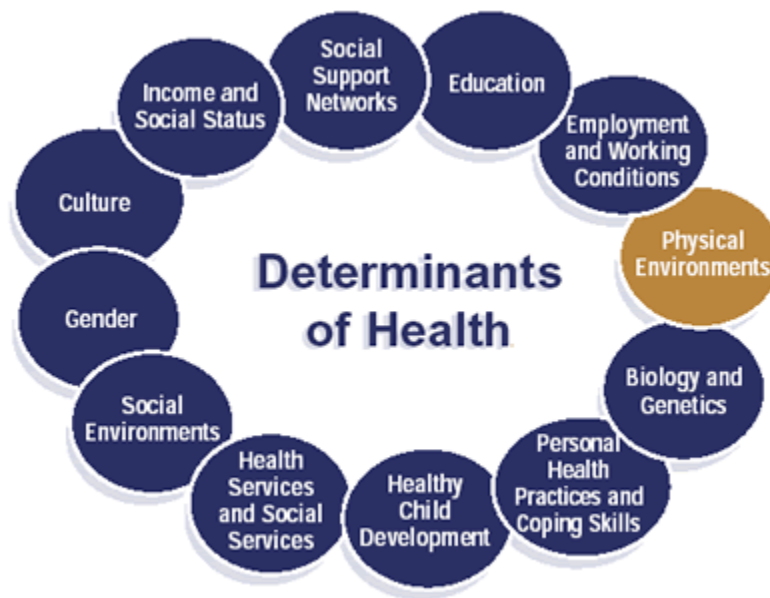 Determinants
of Health
Social
Support
Networks
Education
Employment
and Working
Conditions
Physical
Environments
Biology and
Genetics
Personal
Health
Practices and
Coping Skills
Healthy
Child
Development
Health
Services
and Social
Services
Social
Environments
Gender
Culture
Income and
Social Status